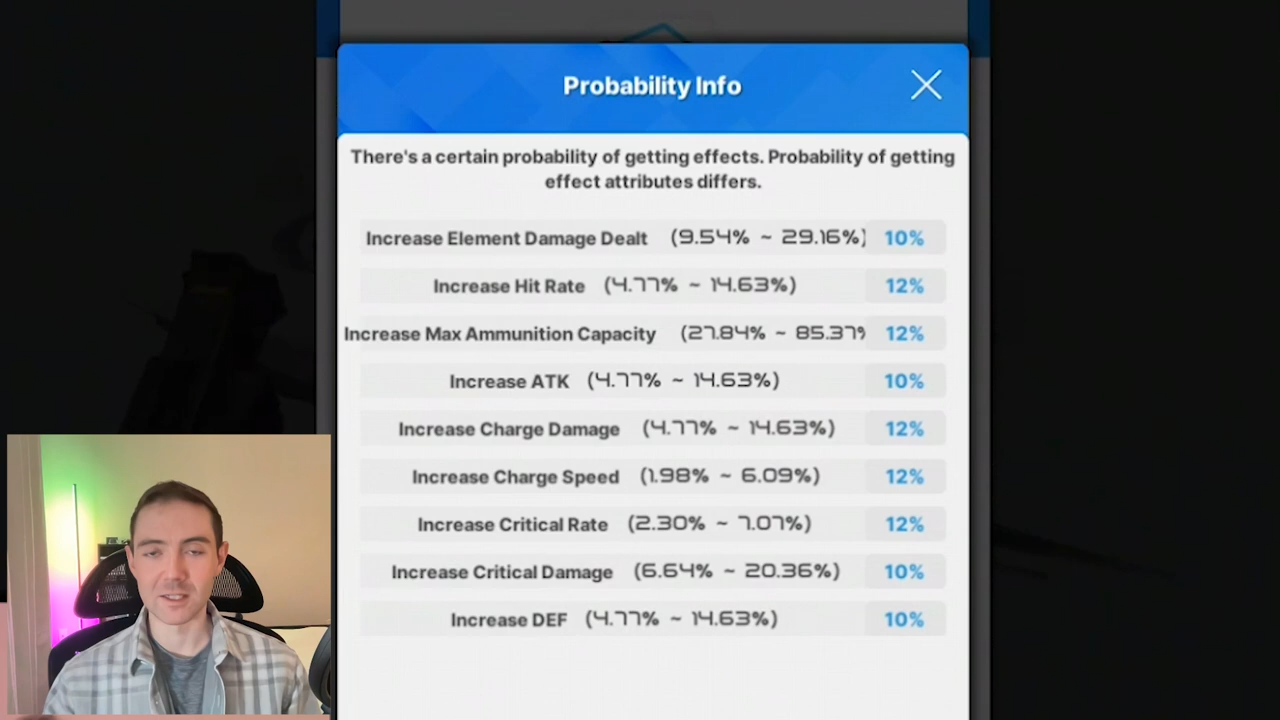 Probability Info
There's a certain probability of getting effects. Probability of getting
effect attributes differs.
Increase Element Damage Dealt (9.54% ~ 29.16%) 10%
Increase Hit Rate (4.77% ~ 14.63%) 12%
Increase Max Ammunition Capacity (27.84% ~ 85.37% 12%
Increase ATK (4.77% ~ 14.63%) 10%
Increase Charge Damage (4.77% ~ 14.63%) 12%
Increase Charge Speed (1.98% ~ 6.09%) 12%
Increase Critical Rate (2.30% ~ 7.07%) 12%
Increase Critical Damage (6.64% ~ 20.36%) 10%
Increase DEF (4.77% ~ 14.63%) 10%